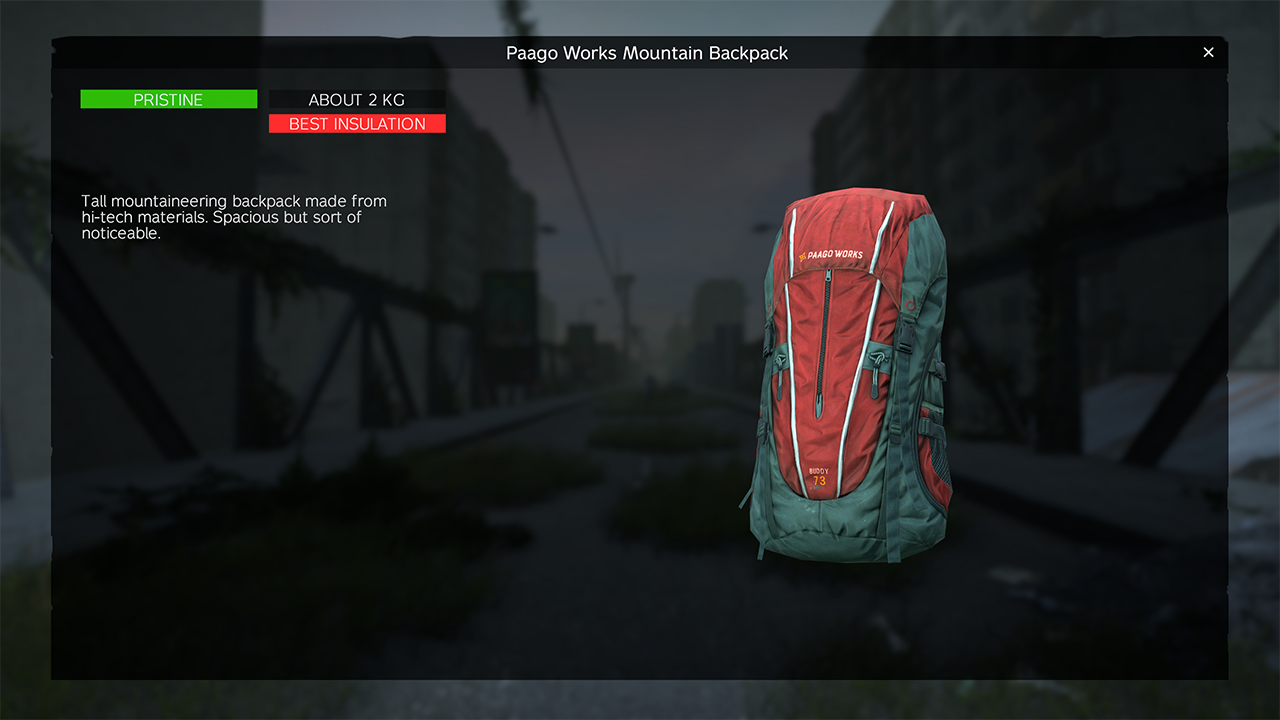 Paago Works Mountain Backpack
PRISTINE
ABOUT 2 KG
BEST INSULATION
Tall mountaineering backpack made from
hi-tech materials. Spacious but sort of
noticeable.
PAAGO WORKS
BUDDY
73